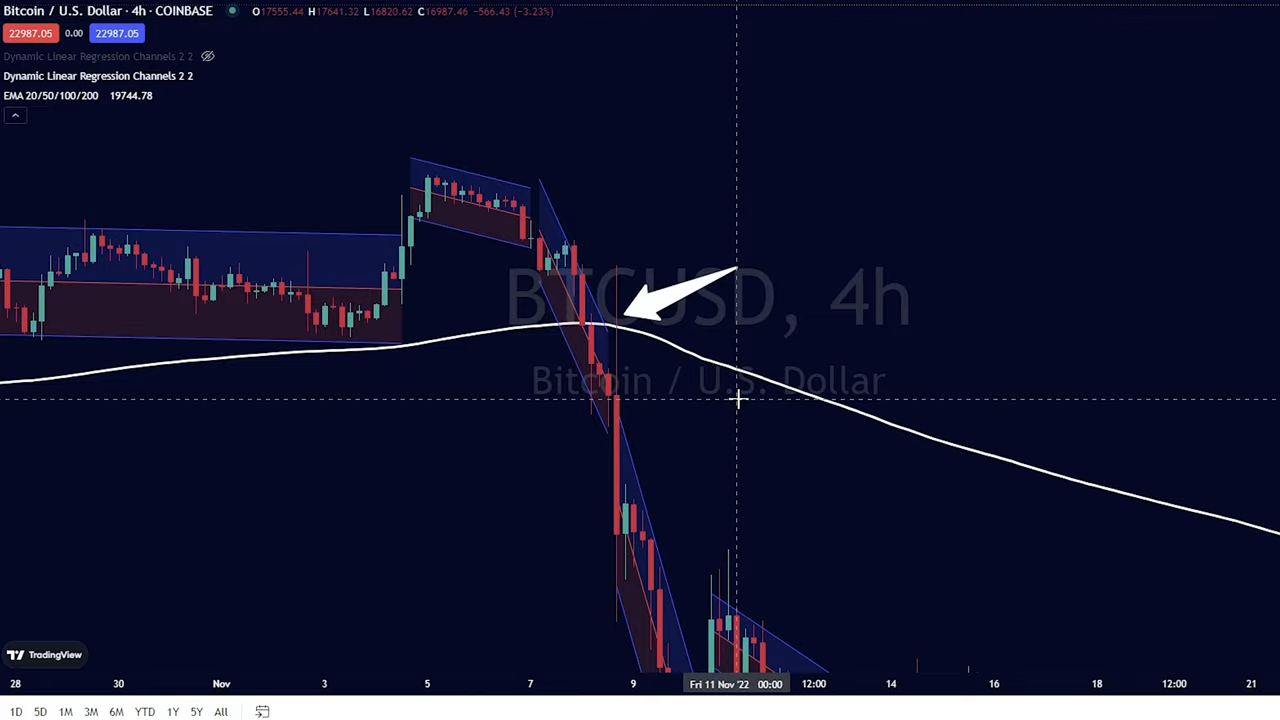 Bitcoin / U.S. Dollar · 4h · COINBASE O17555.44 H17641.32 L16820.62 C16987.46 −566.43 (−3.23%)
22987.05 0.00 22987.05
Dynamic Linear Regression Channels 2 2
Dynamic Linear Regression Channels 2 2
EMA 20/50/100/200 19744.78
BTCUSD, 4h
Bitcoin / U.S. Dollar
TradingView
28 30 Nov 3 5 7 9 Fri 11 Nov '22 00:00 12:00 14 16 18 12:00 21
1D 5D 1M 3M 6M YTD 1Y 5Y All